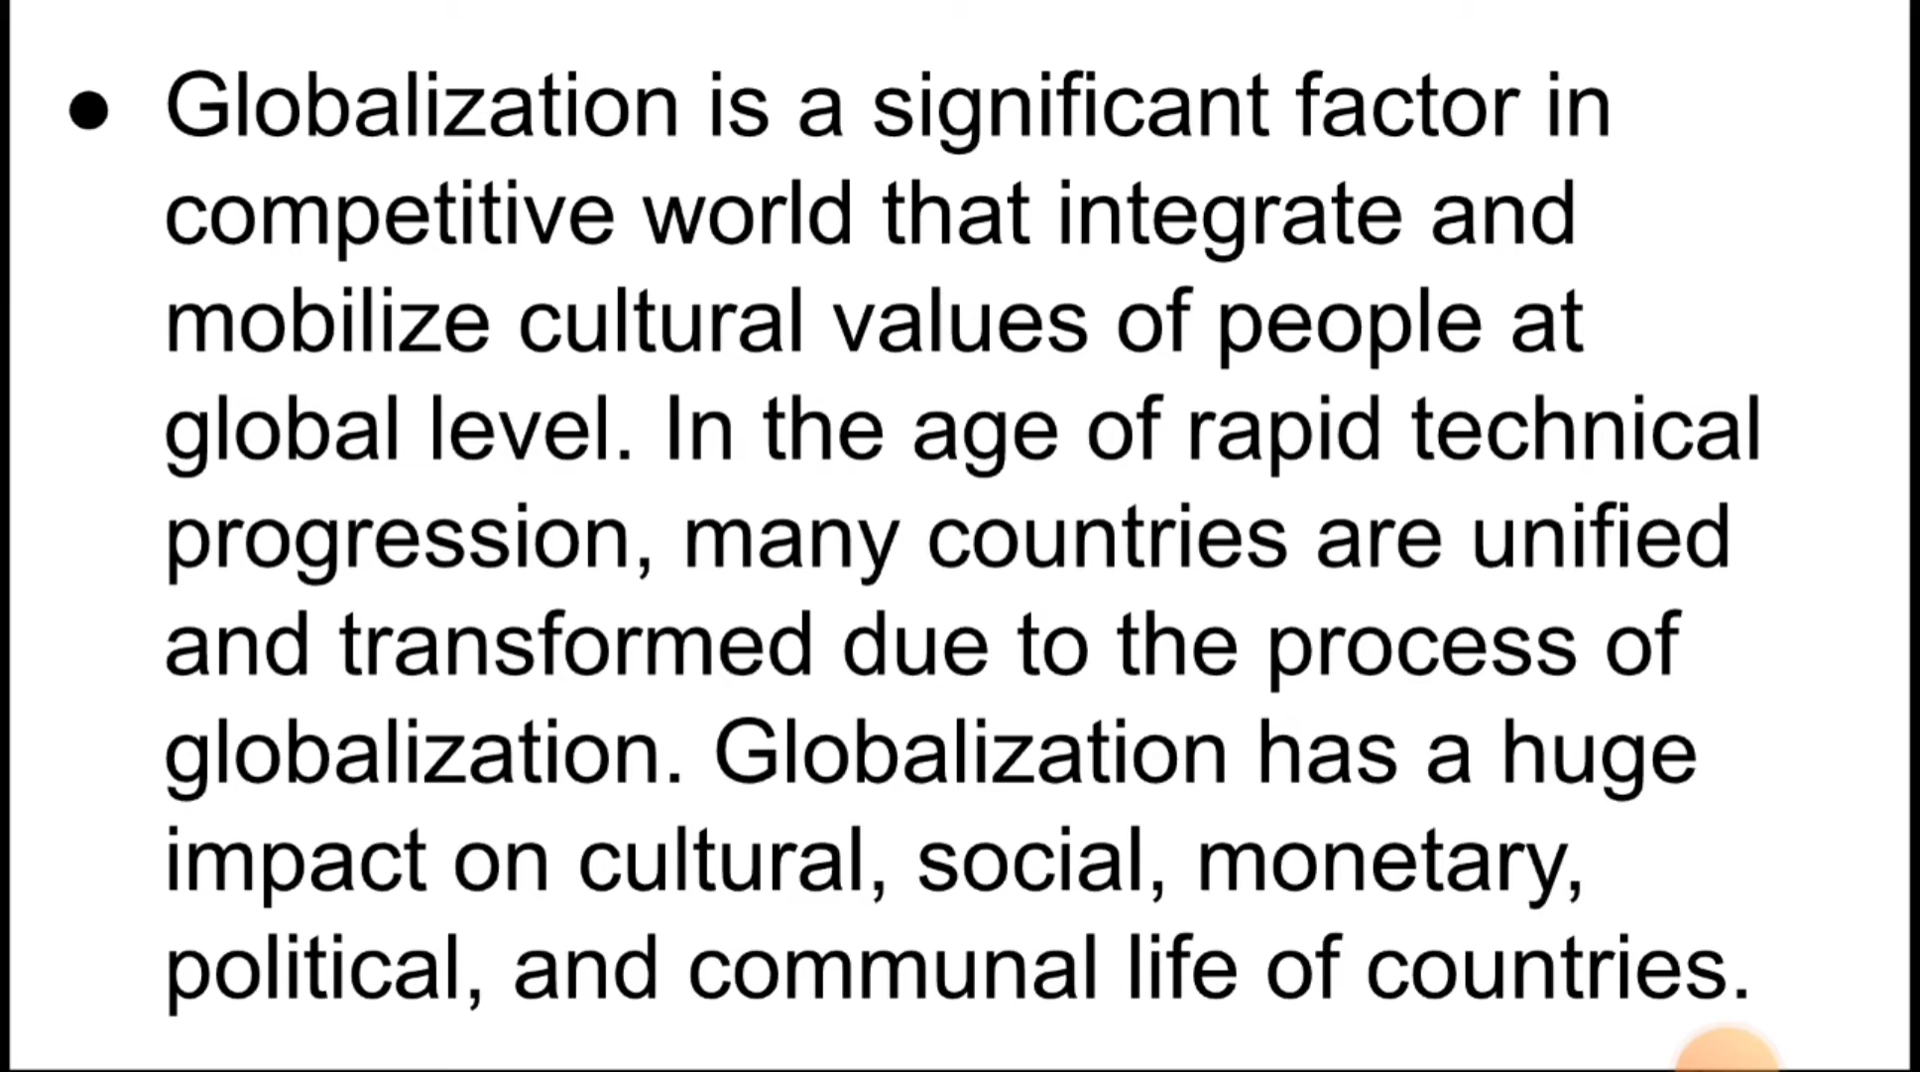 ● Globalization is a significant factor in
competitive world that integrate and
mobilize cultural values of people at
global level. In the age of rapid technical
progression, many countries are unified
and transformed due to the process of
globalization. Globalization has a huge
impact on cultural, social, monetary,
political, and communal life of countries.